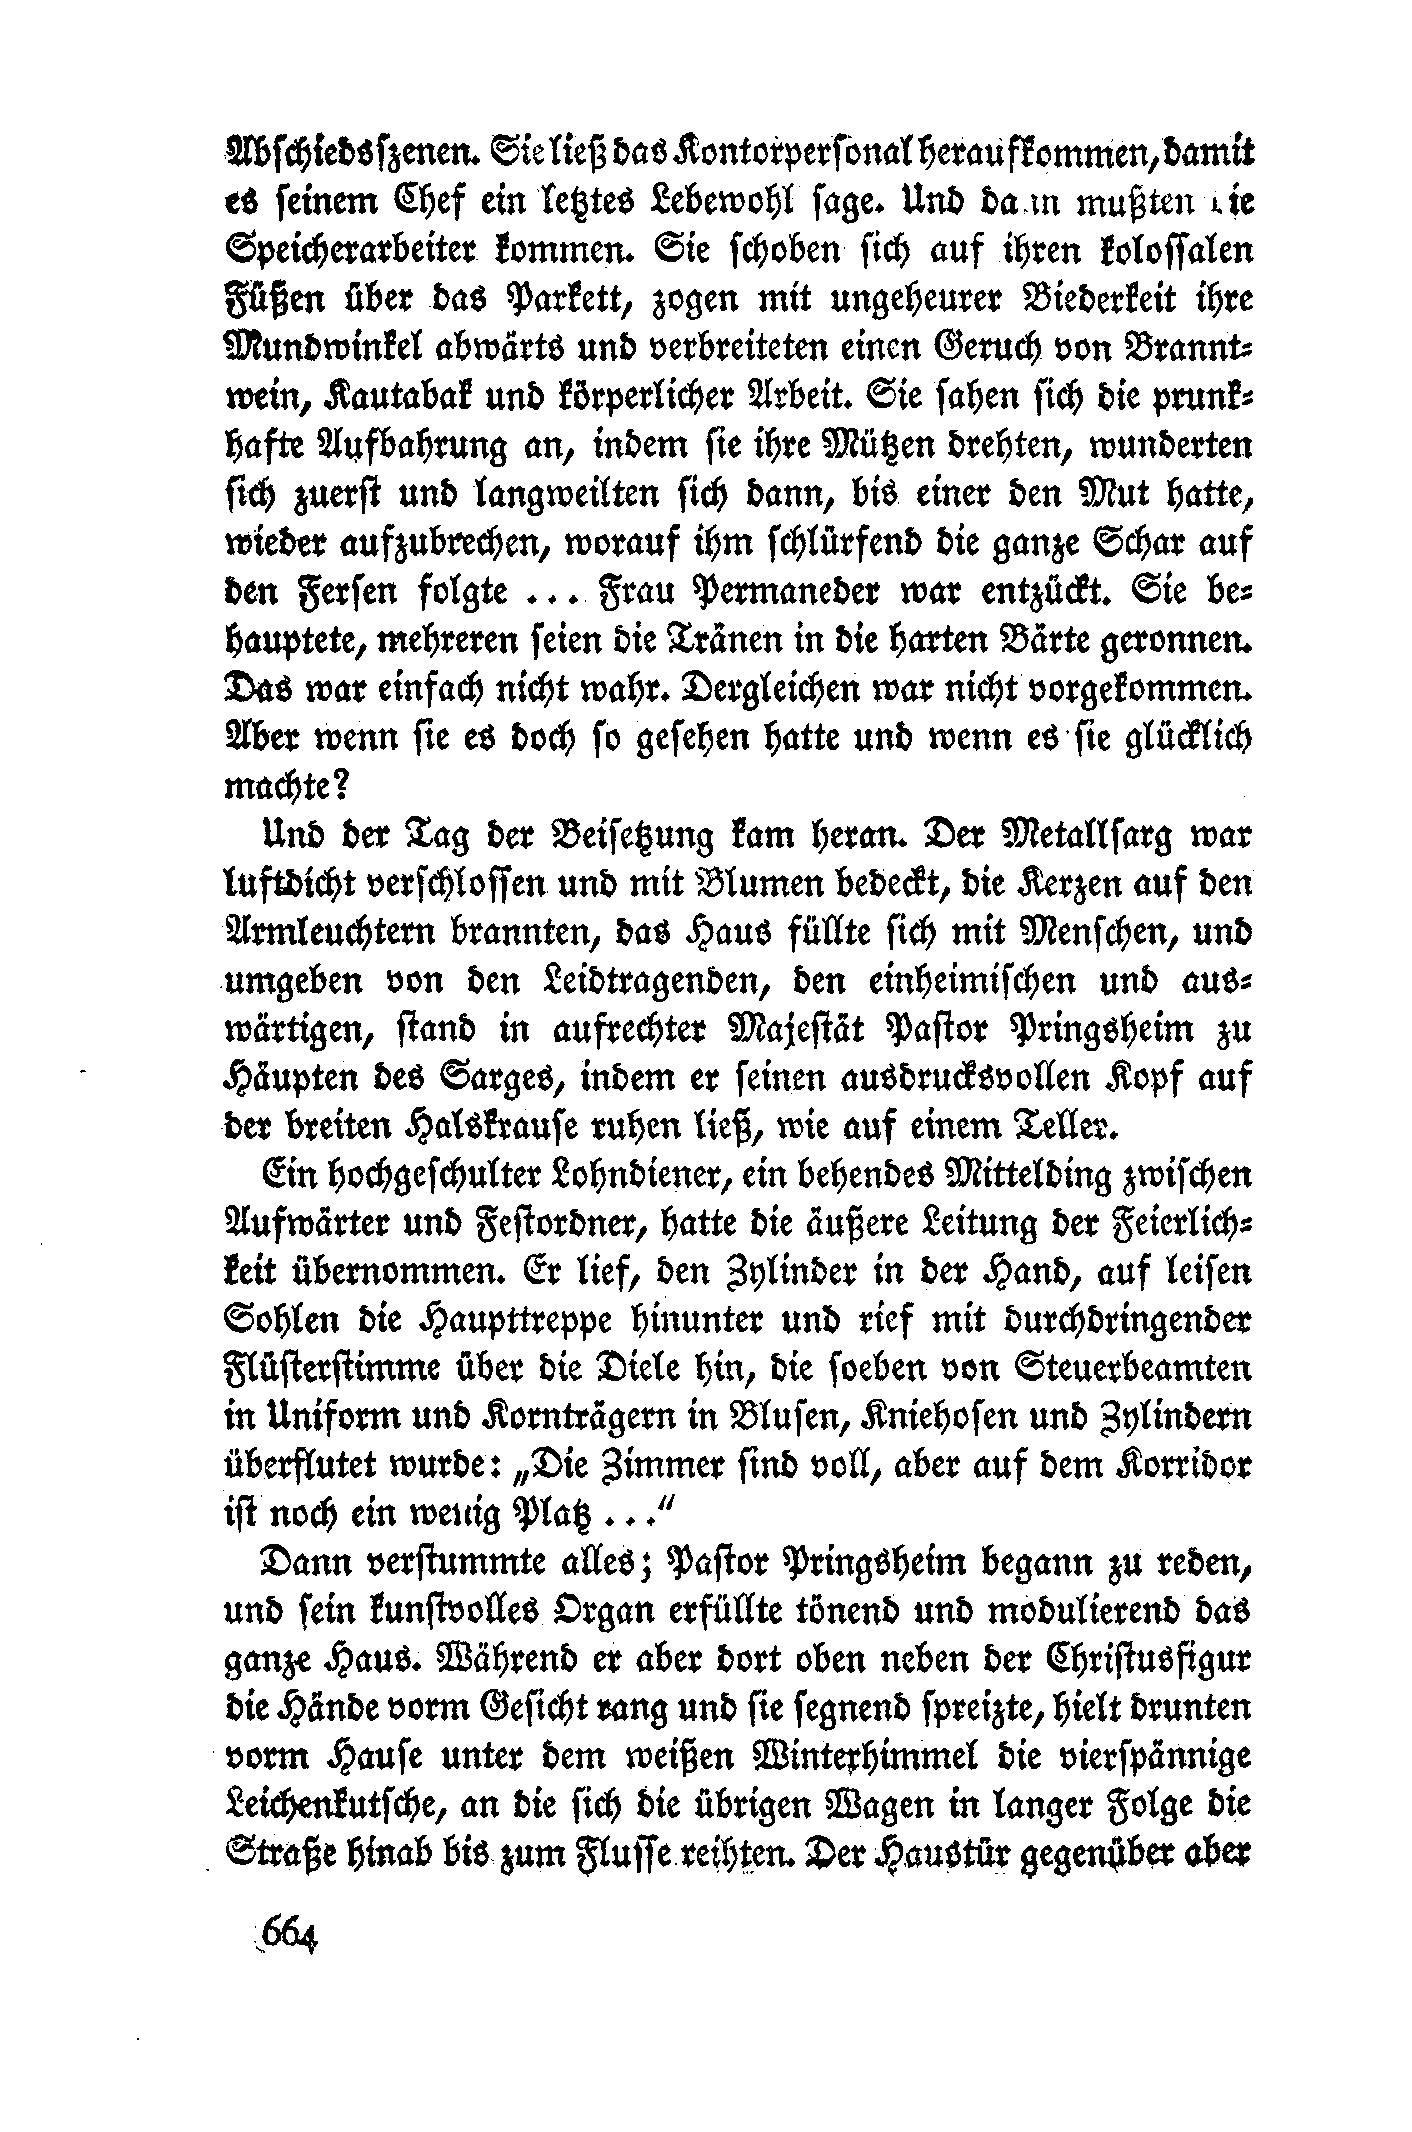 Abschiedsszenen. Sie ließ das Kontorpersonal heraufkommen, damit
es seinem Chef ein letztes Lebewohl sage. Und dann mußten die
Speicherarbeiter kommen. Sie schoben sich auf ihren kolossalen
Füßen über das Parkett, zogen mit ungeheurer Biederkeit ihre
Mundwinkel abwärts und verbreiteten einen Geruch von Brannt-
wein, Kautabak und körperlicher Arbeit. Sie sahen sich die prunk-
hafte Aufbahrung an, indem sie ihre Mützen drehten, wunderten
sich zuerst und langweilten sich dann, bis einer den Mut hatte,
wieder aufzubrechen, worauf ihm schlürfend die ganze Schar auf
den Fersen folgte ... Frau Permaneder war entzückt. Sie be-
hauptete, mehreren seien die Tränen in die harten Bärte geronnen.
Das war einfach nicht wahr. Dergleichen war nicht vorgekommen.
Aber wenn sie es doch so gesehen hatte und wenn es sie glücklich
machte?
Und der Tag der Beisetzung kam heran. Der Metallsarg war
luftdicht verschlossen und mit Blumen bedeckt, die Kerzen auf den
Armleuchtern brannten, das Haus füllte sich mit Menschen, und
umgeben von den Leidtragenden, den einheimischen und aus-
wärtigen, stand in aufrechter Majestät Pastor Pringsheim zu
Häupten des Sarges, indem er seinen ausdrucksvollen Kopf auf
der breiten Halskrause ruhen ließ, wie auf einem Teller.
Ein hochgeschulter Lohndiener, ein behendes Mittelding zwischen
Aufwärter und Festordner, hatte die äußere Leitung der Feierlich-
keit übernommen. Er lief, den Zylinder in der Hand, auf leisen
Sohlen die Haupttreppe hinunter und rief mit durchdringender
Flüsterstimme über die Diele hin, die soeben von Steuerbeamten
in Uniform und Kornträgern in Blusen, Kniehosen und Zylindern
überflutet wurde: „Die Zimmer sind voll, aber auf dem Korridor
ist noch ein wenig Platz ...“
Dann verstummte alles; Pastor Pringsheim begann zu reden,
und sein kunstvolles Organ erfüllte tönend und modulierend das
ganze Haus. Während er aber dort oben neben der Christusfigur
die Hände vorm Gesicht rang und sie segnend spreizte, hielt drunten
vorm Hause unter dem weißen Winterhimmel die vierspännige
Leichenkutsche, an die sich die übrigen Wagen in langer Folge die
Straße hinab bis zum Flusse reihten. Der Haustür gegenüber aber
664